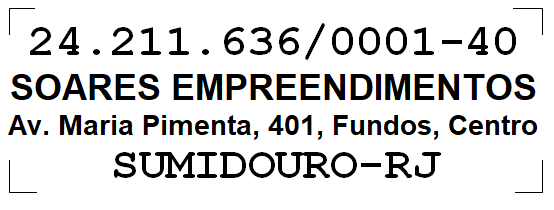 24.211.636/0001-40
SOARES EMPREENDIMENTOS
Av. Maria Pimenta, 401, Fundos, Centro
SUMIDOURO-RJ